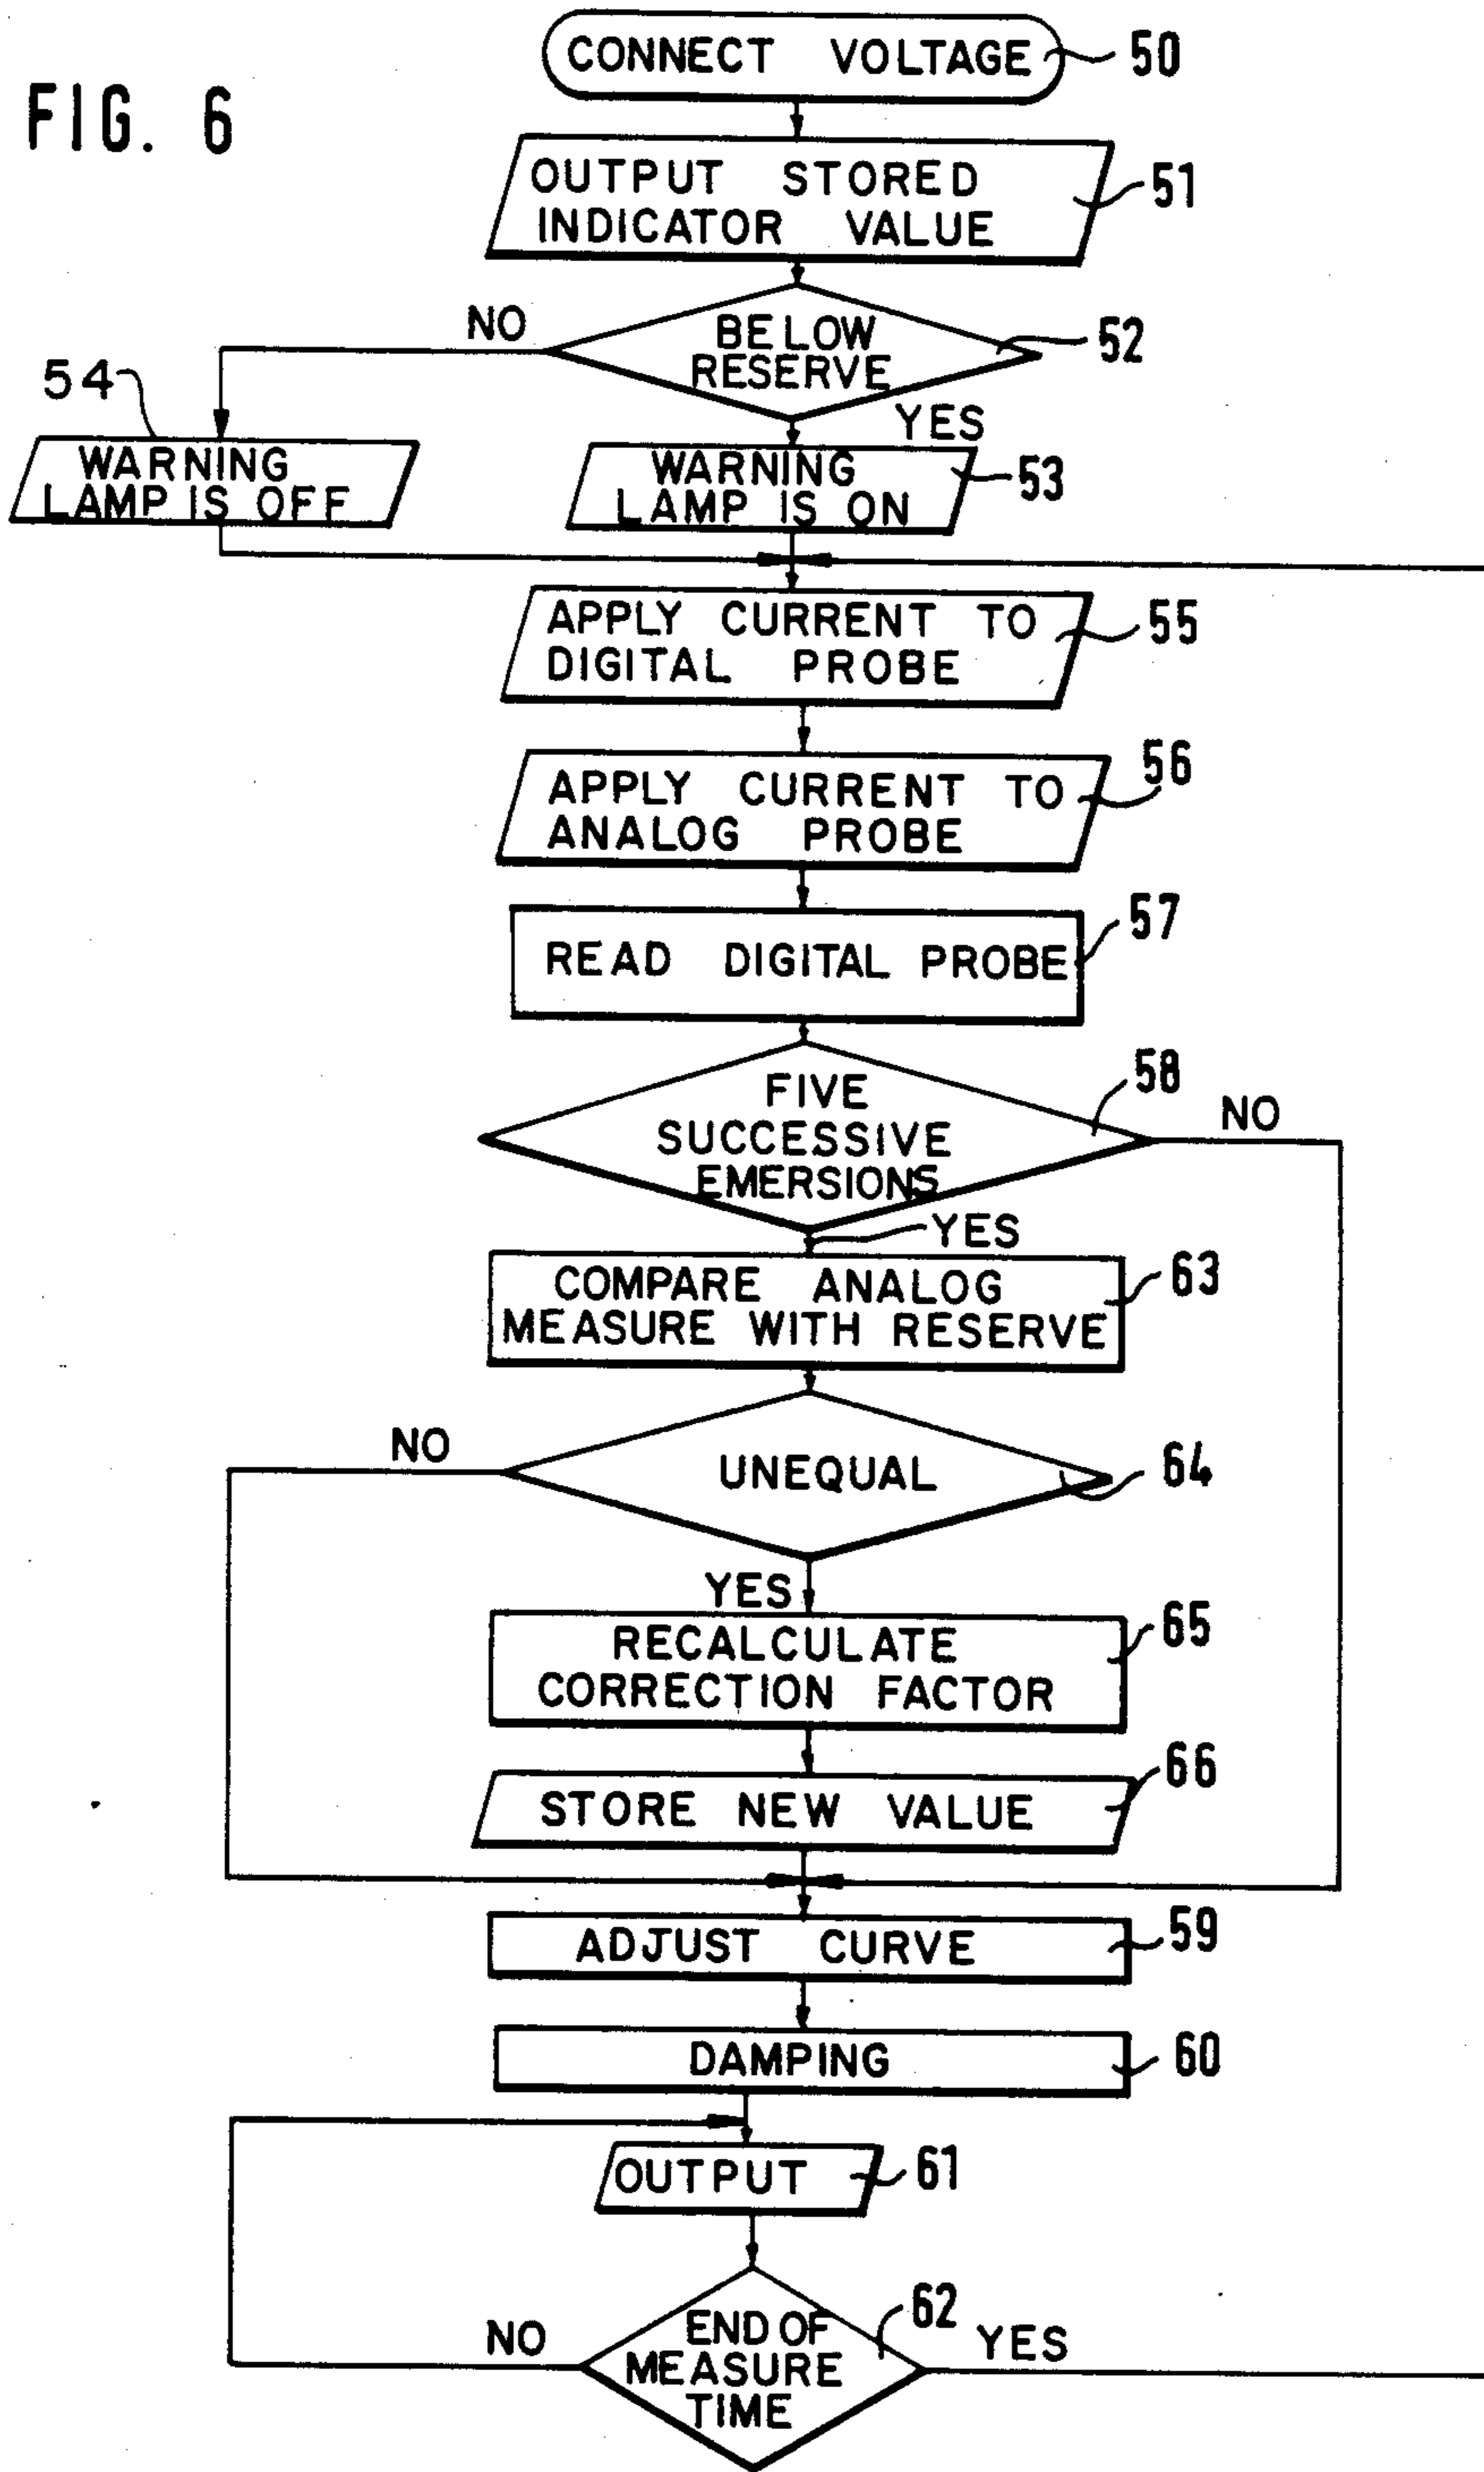 FIG. 6
CONNECT VOLTAGE
50
OUTPUT STORED
INDICATOR VALUE
51
NO
BELOW
RESERVE
52
YES
54
WARNING
LAMP IS OFF
WARNING
LAMP IS ON
53
APPLY CURRENT TO
DIGITAL PROBE
55
APPLY CURRENT TO
ANALOG PROBE
56
READ DIGITAL PROBE
57
FIVE
SUCCESSIVE
EMERSIONS
58
NO
YES
COMPARE ANALOG
MEASURE WITH RESERVE
63
NO
UNEQUAL
64
YES
RECALCULATE
CORRECTION FACTOR
65
STORE NEW VALUE
66
ADJUST CURVE
59
DAMPING
60
OUTPUT
61
NO
END OF
MEASURE
TIME
62
YES